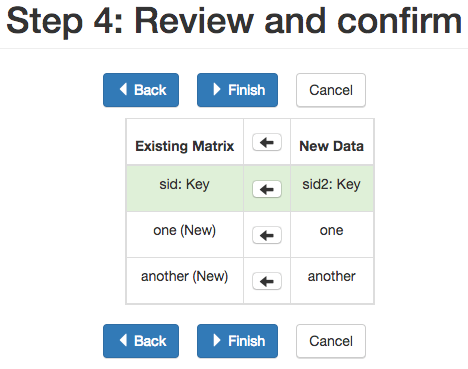 Step 4: Review and confirm
Back Finish Cancel
Existing Matrix New Data
sid: Key sid2: Key
one (New) one
another (New) another
Back Finish Cancel